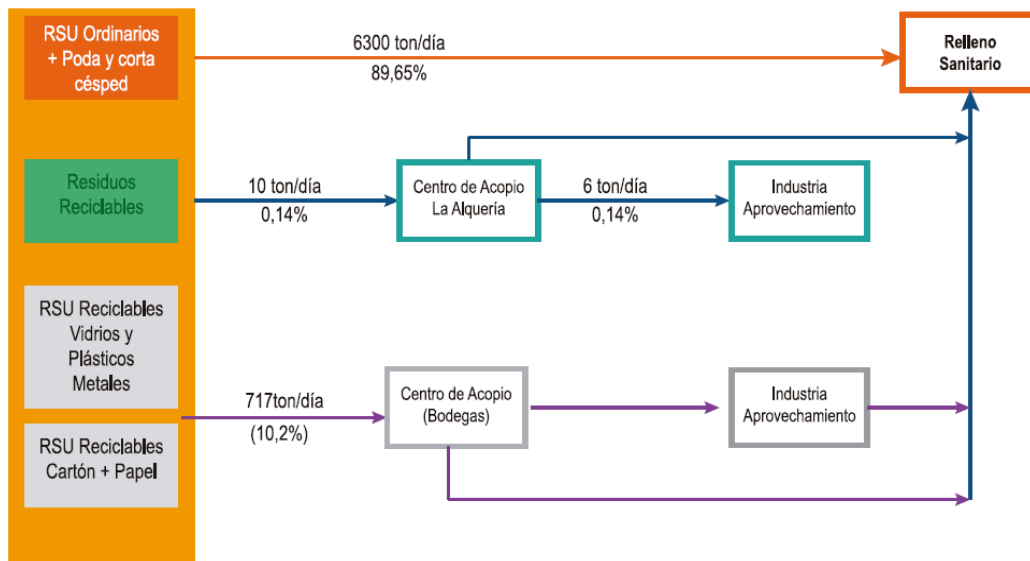 RSU Ordinarios
+ Poda y corta
césped
6300 ton/día
89,65%
Relleno
Sanitario
Residuos
Reciclables
10 ton/día
0,14%
Centro de Acopio
La Alquería
6 ton/día
0,14%
Industria
Aprovechamiento
RSU Reciclables
Vidrios y
Plásticos
Metales
717ton/día
(10,2%)
Centro de Acopio
(Bodegas)
Industria
Aprovechamiento
RSU Reciclables
Cartón + Papel